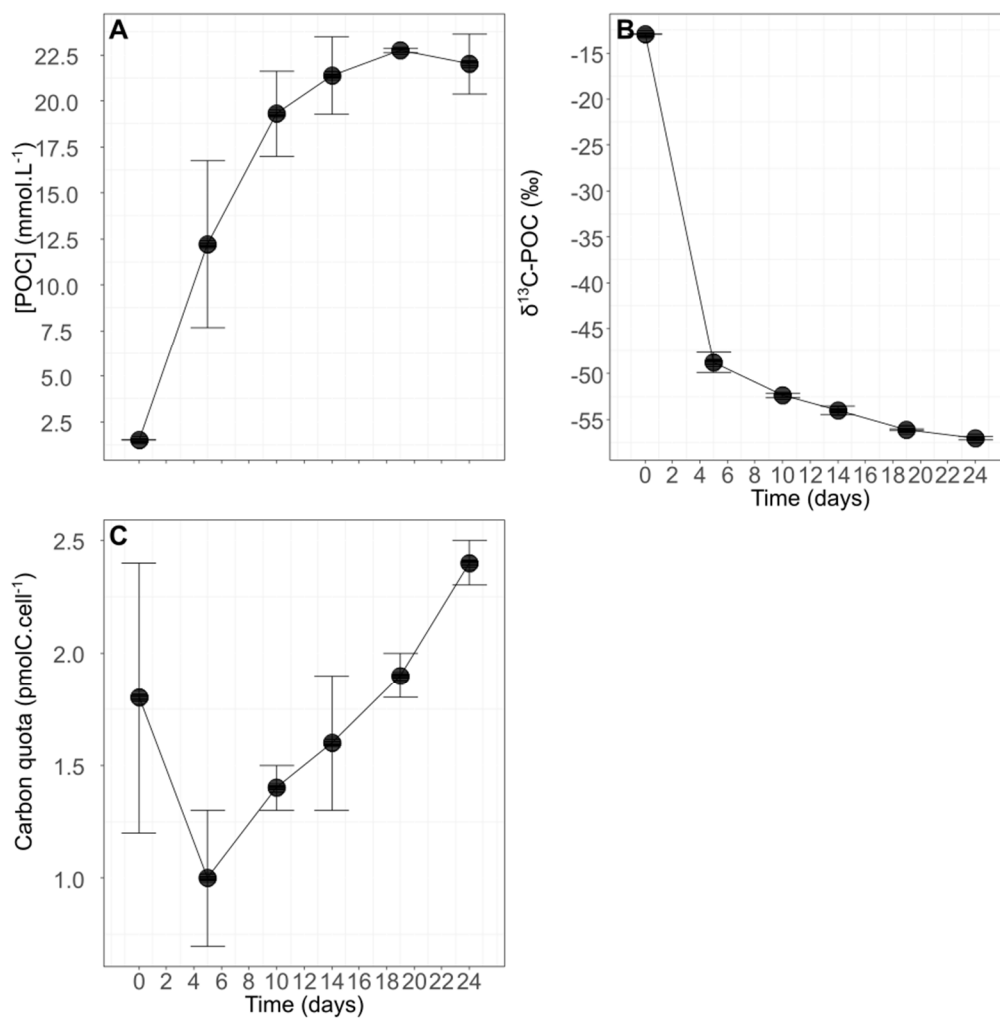 A
22.5
20.0
17.5
15.0
12.5
10.0
7.5
5.0
2.5
[POC] (mmol.L⁻¹)
B
-15
-20
-25
-30
-35
-40
-45
-50
-55
δ¹³C-POC (‰)
0 2 4 6 8 10 12 14 16 18 20 22 24
Time (days)
C
2.5
2.0
1.5
1.0
Carbon quota (pmolC.cell⁻¹)
0 2 4 6 8 10 12 14 16 18 20 22 24
Time (days)